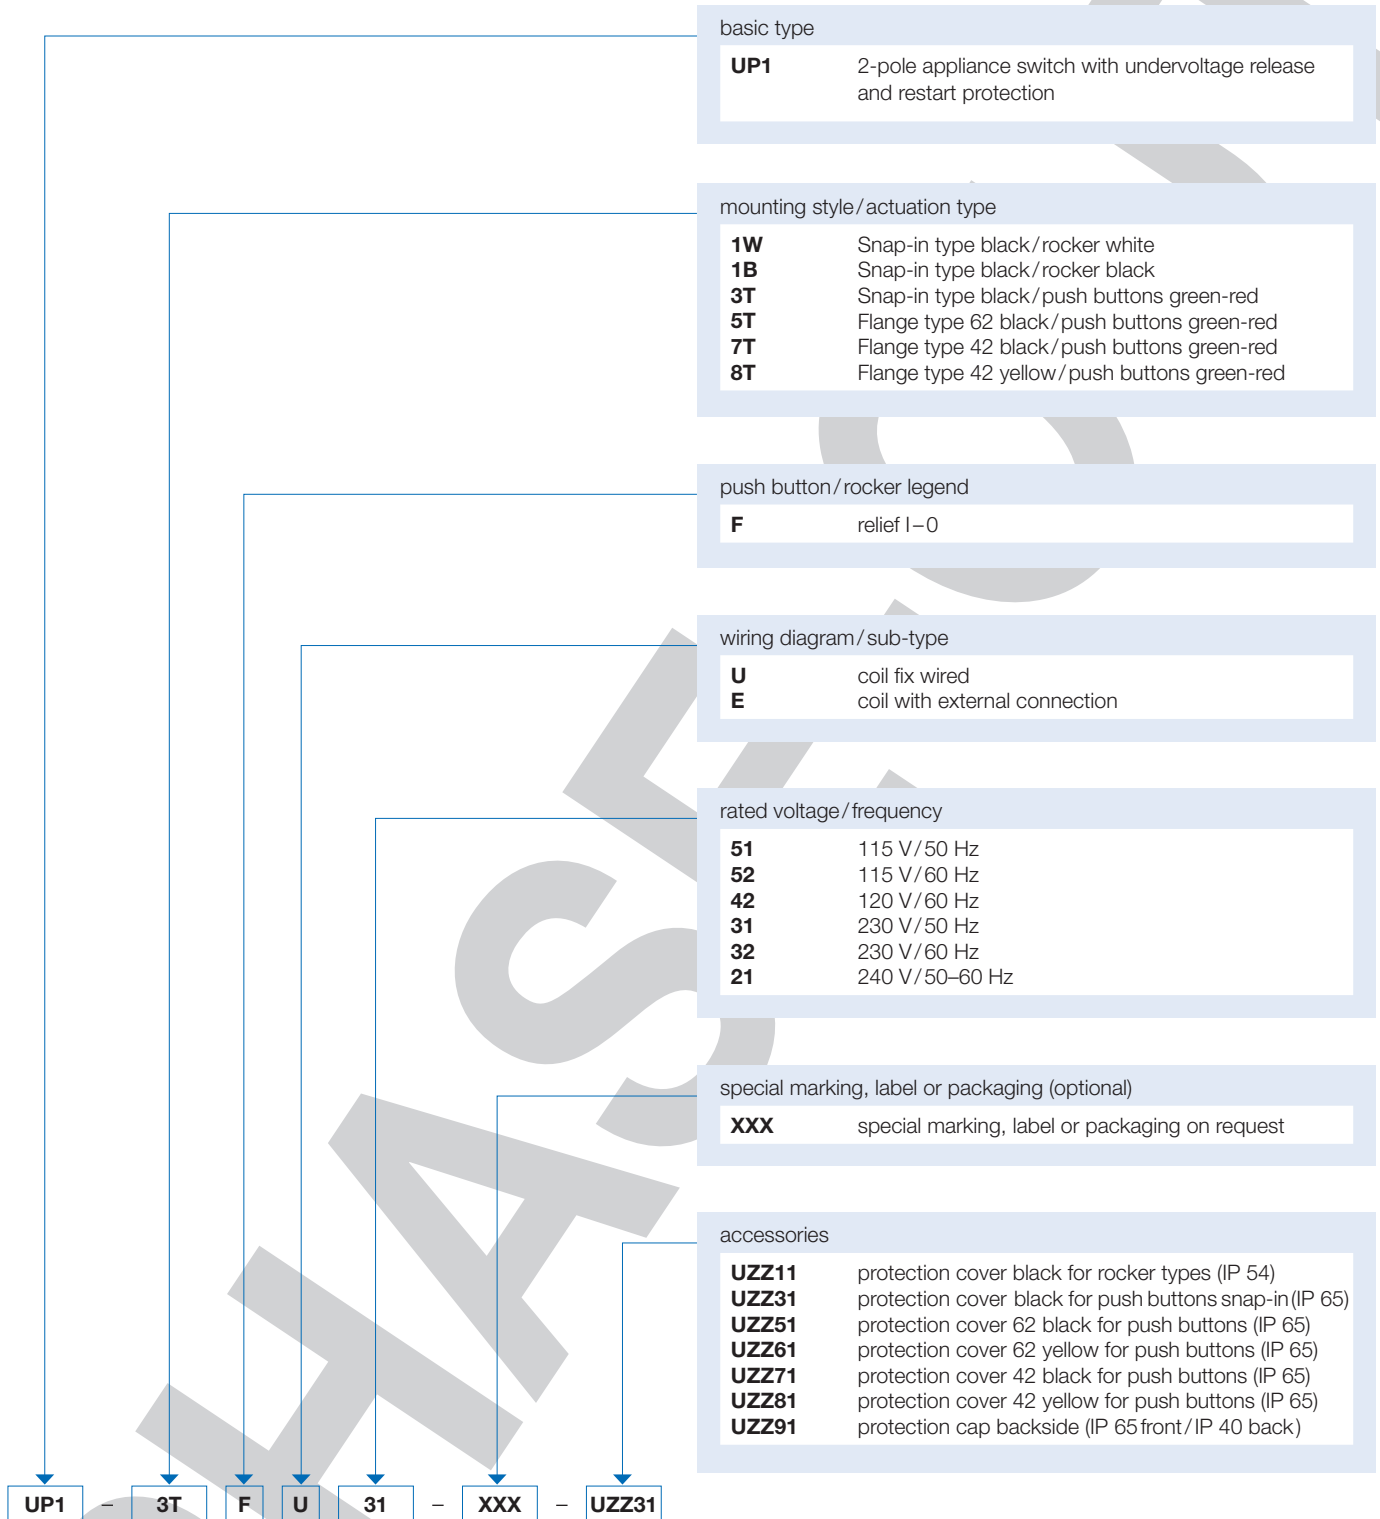 basic type
UP1 2-pole appliance switch with undervoltage release
and restart protection
mounting style/actuation type
1W Snap-in type black/rocker white
1B Snap-in type black/rocker black
3T Snap-in type black/push buttons green-red
5T Flange type 62 black/push buttons green-red
7T Flange type 42 black/push buttons green-red
8T Flange type 42 yellow/push buttons green-red
push button/rocker legend
F relief I–0
wiring diagram/sub-type
U coil fix wired
E coil with external connection
rated voltage/frequency
51 115 V/50 Hz
52 115 V/60 Hz
42 120 V/60 Hz
31 230 V/50 Hz
32 230 V/60 Hz
21 240 V/50–60 Hz
special marking, label or packaging (optional)
XXX special marking, label or packaging on request
accessories
UZZ11 protection cover black for rocker types (IP 54)
UZZ31 protection cover black for push buttons snap-in (IP 65)
UZZ51 protection cover 62 black for push buttons (IP 65)
UZZ61 protection cover 62 yellow for push buttons (IP 65)
UZZ71 protection cover 42 black for push buttons (IP 65)
UZZ81 protection cover 42 yellow for push buttons (IP 65)
UZZ91 protection cap backside (IP 65 front/IP 40 back)
UP1 – 3T F U 31 – XXX – UZZ31